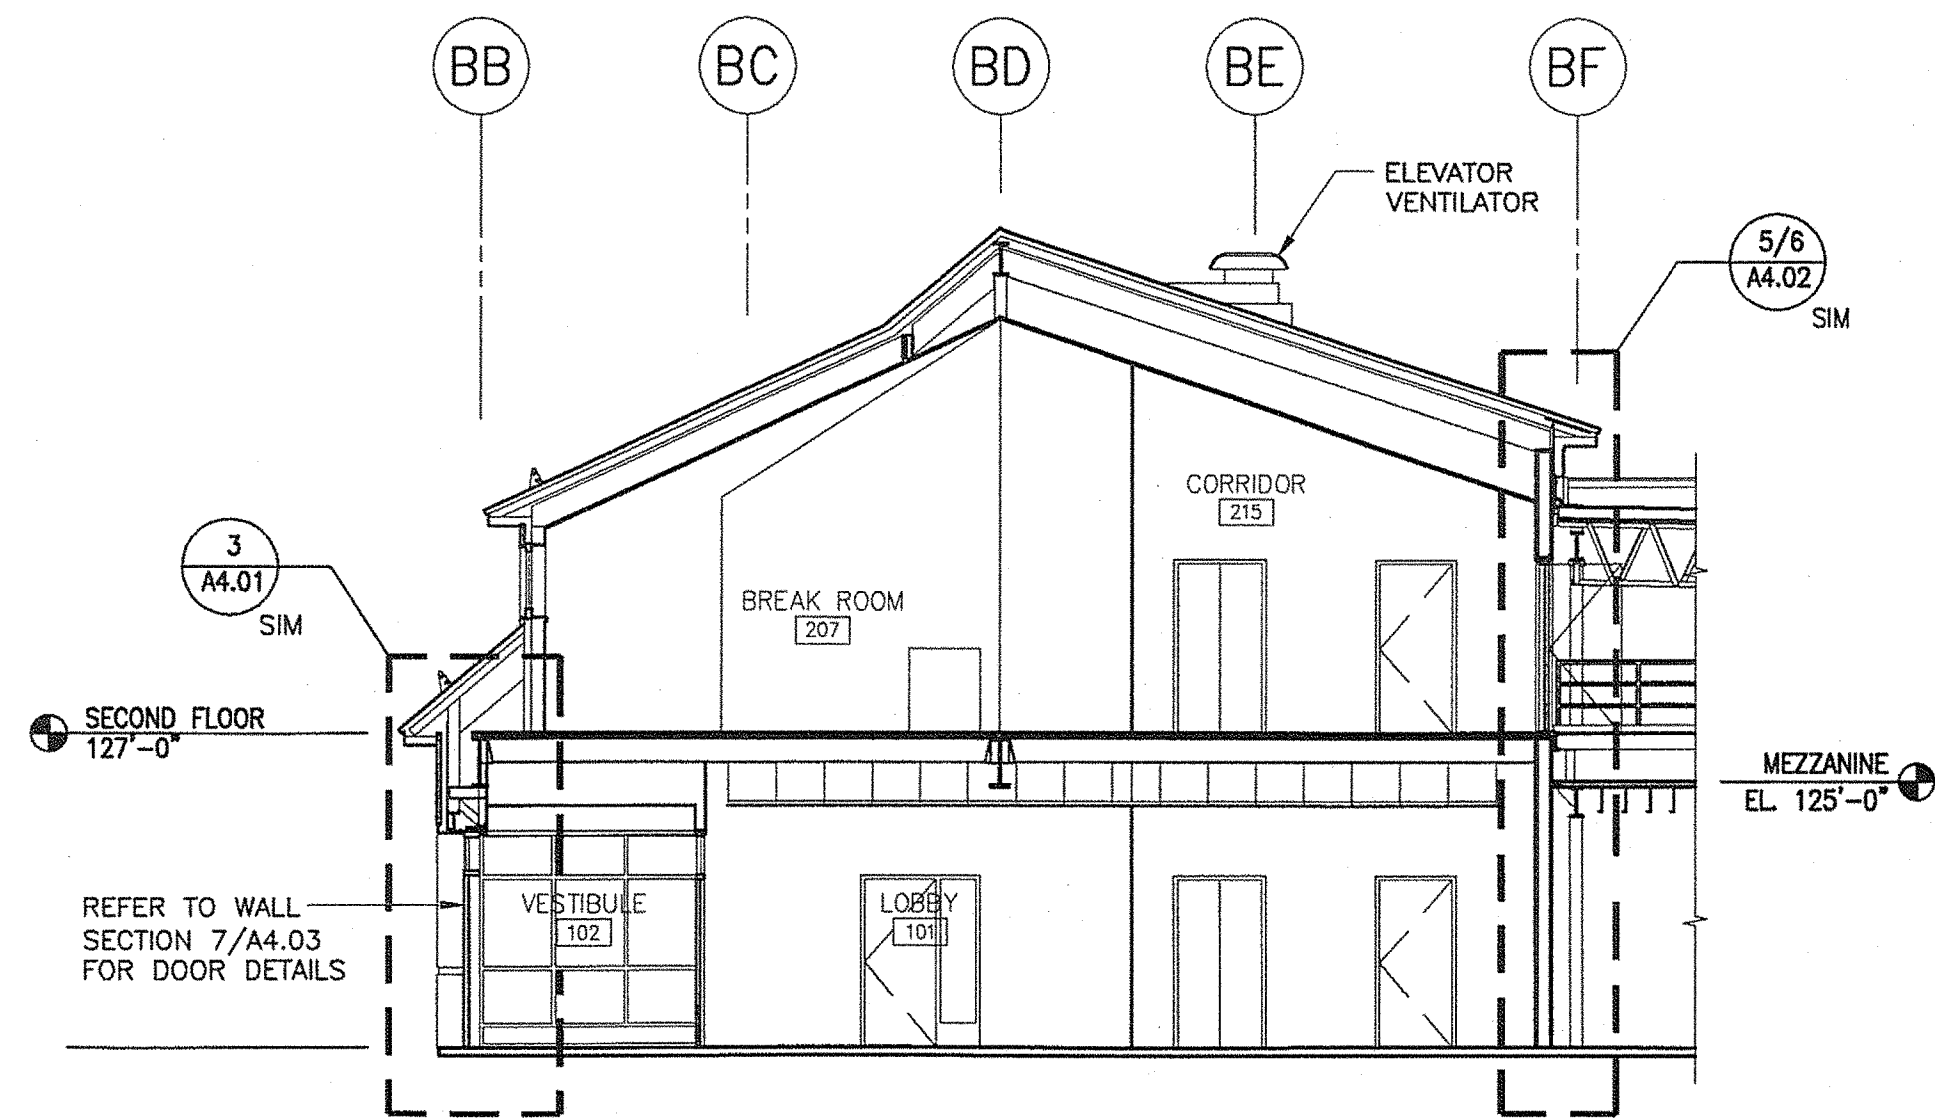 BB
BC
BD
BE
BF
ELEVATOR
VENTILATOR
5/6
A4.02
SIM
CORRIDOR
215
3
A4.01
SIM
BREAK ROOM
207
SECOND FLOOR
127'-0"
MEZZANINE
EL. 125'-0"
REFER TO WALL
SECTION 7/A4.03
FOR DOOR DETAILS
VESTIBULE
102
LOBBY
101